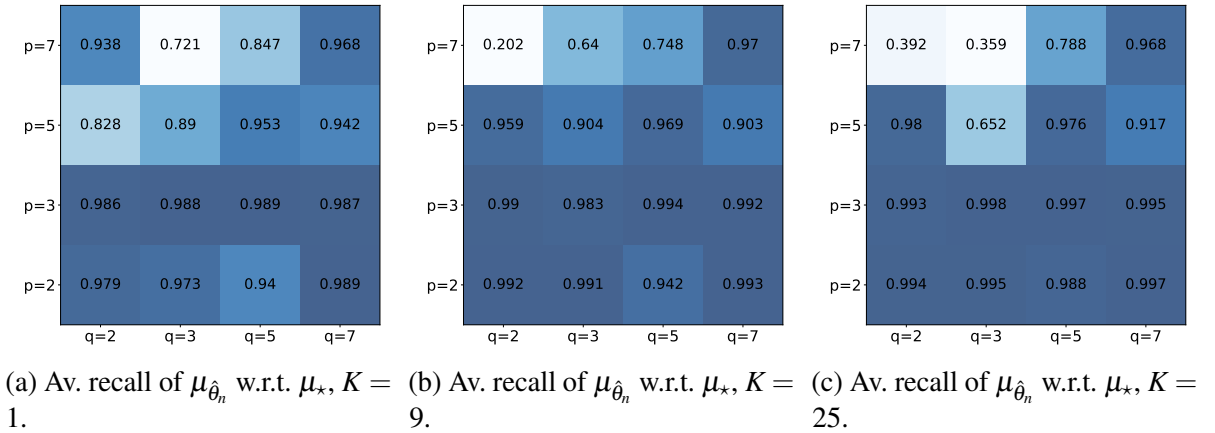 p=7 0.938 0.721 0.847 0.968
p=5 0.828 0.89 0.953 0.942
p=3 0.986 0.988 0.989 0.987
p=2 0.979 0.973 0.94 0.989
q=2 q=3 q=5 q=7
(a) Av. recall of μ_{θ̂_n} w.r.t. μ_⋆, K =
1.
p=7 0.202 0.64 0.748 0.97
p=5 0.959 0.904 0.969 0.903
p=3 0.99 0.983 0.994 0.992
p=2 0.992 0.991 0.942 0.993
q=2 q=3 q=5 q=7
(b) Av. recall of μ_{θ̂_n} w.r.t. μ_⋆, K =
9.
p=7 0.392 0.359 0.788 0.968
p=5 0.98 0.652 0.976 0.917
p=3 0.993 0.998 0.997 0.995
p=2 0.994 0.995 0.988 0.997
q=2 q=3 q=5 q=7
(c) Av. recall of μ_{θ̂_n} w.r.t. μ_⋆, K =
25.